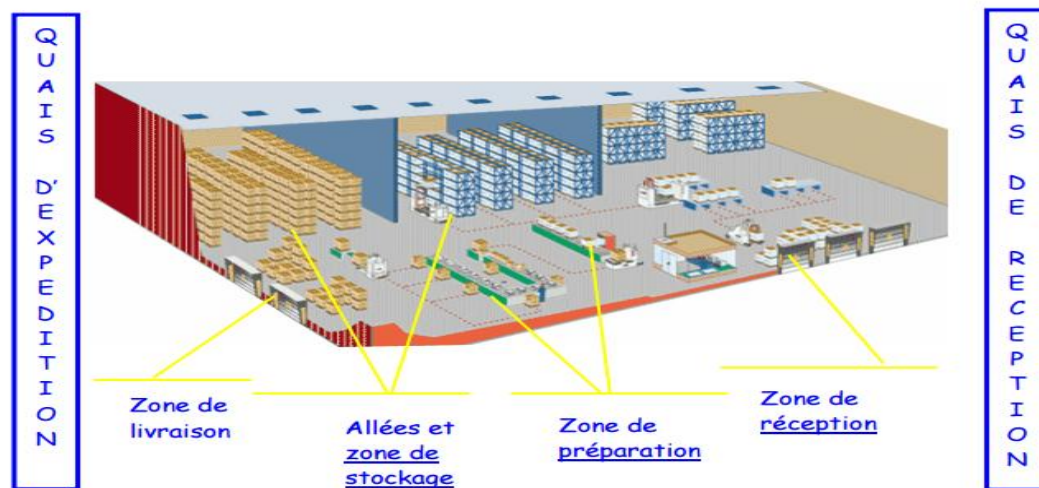 QUAIS D'EXPEDITION
QUAIS DE RECEPTION
Zone de
livraison
Allées et
zone de
stockage
Zone de
préparation
Zone de
réception